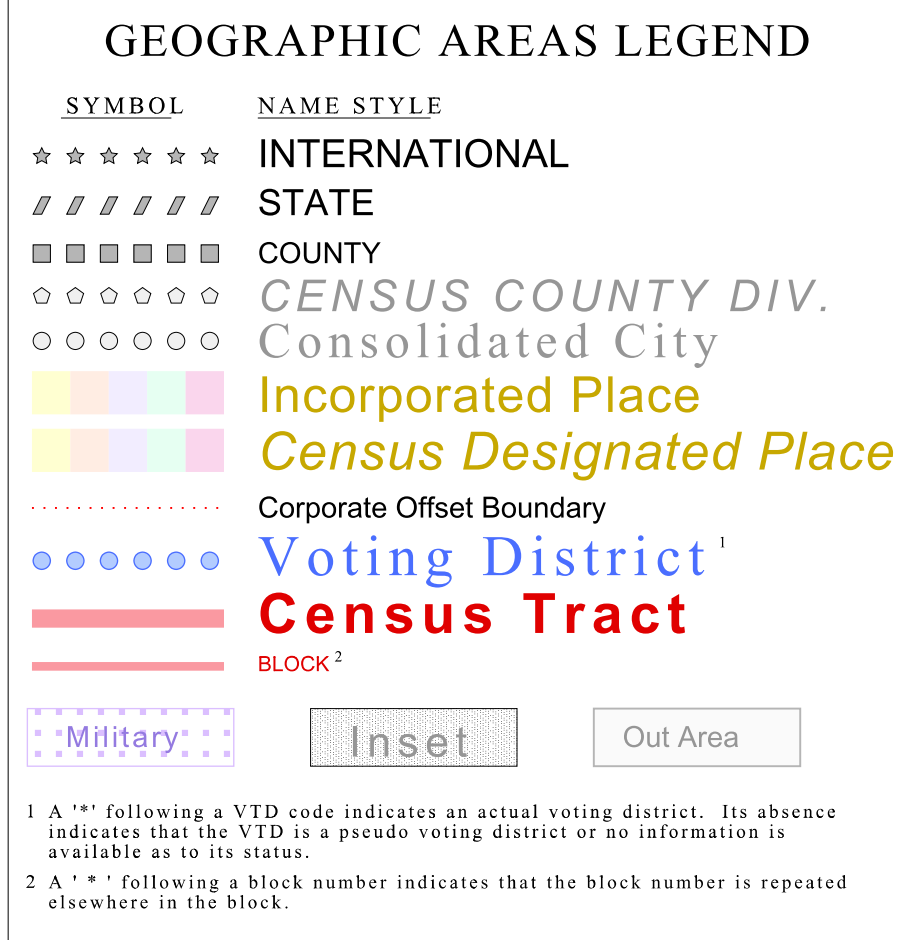 GEOGRAPHIC AREAS LEGEND
SYMBOL NAME STYLE
INTERNATIONAL
STATE
COUNTY
CENSUS COUNTY DIV.
Consolidated City
Incorporated Place
Census Designated Place
Corporate Offset Boundary
Voting District 1
Census Tract
BLOCK 2
Military Inset Out Area
1 A '*' following a VTD code indicates an actual voting district. Its absence
indicates that the VTD is a pseudo voting district or no information is
available as to its status.
2 A ' * ' following a block number indicates that the block number is repeated
elsewhere in the block.